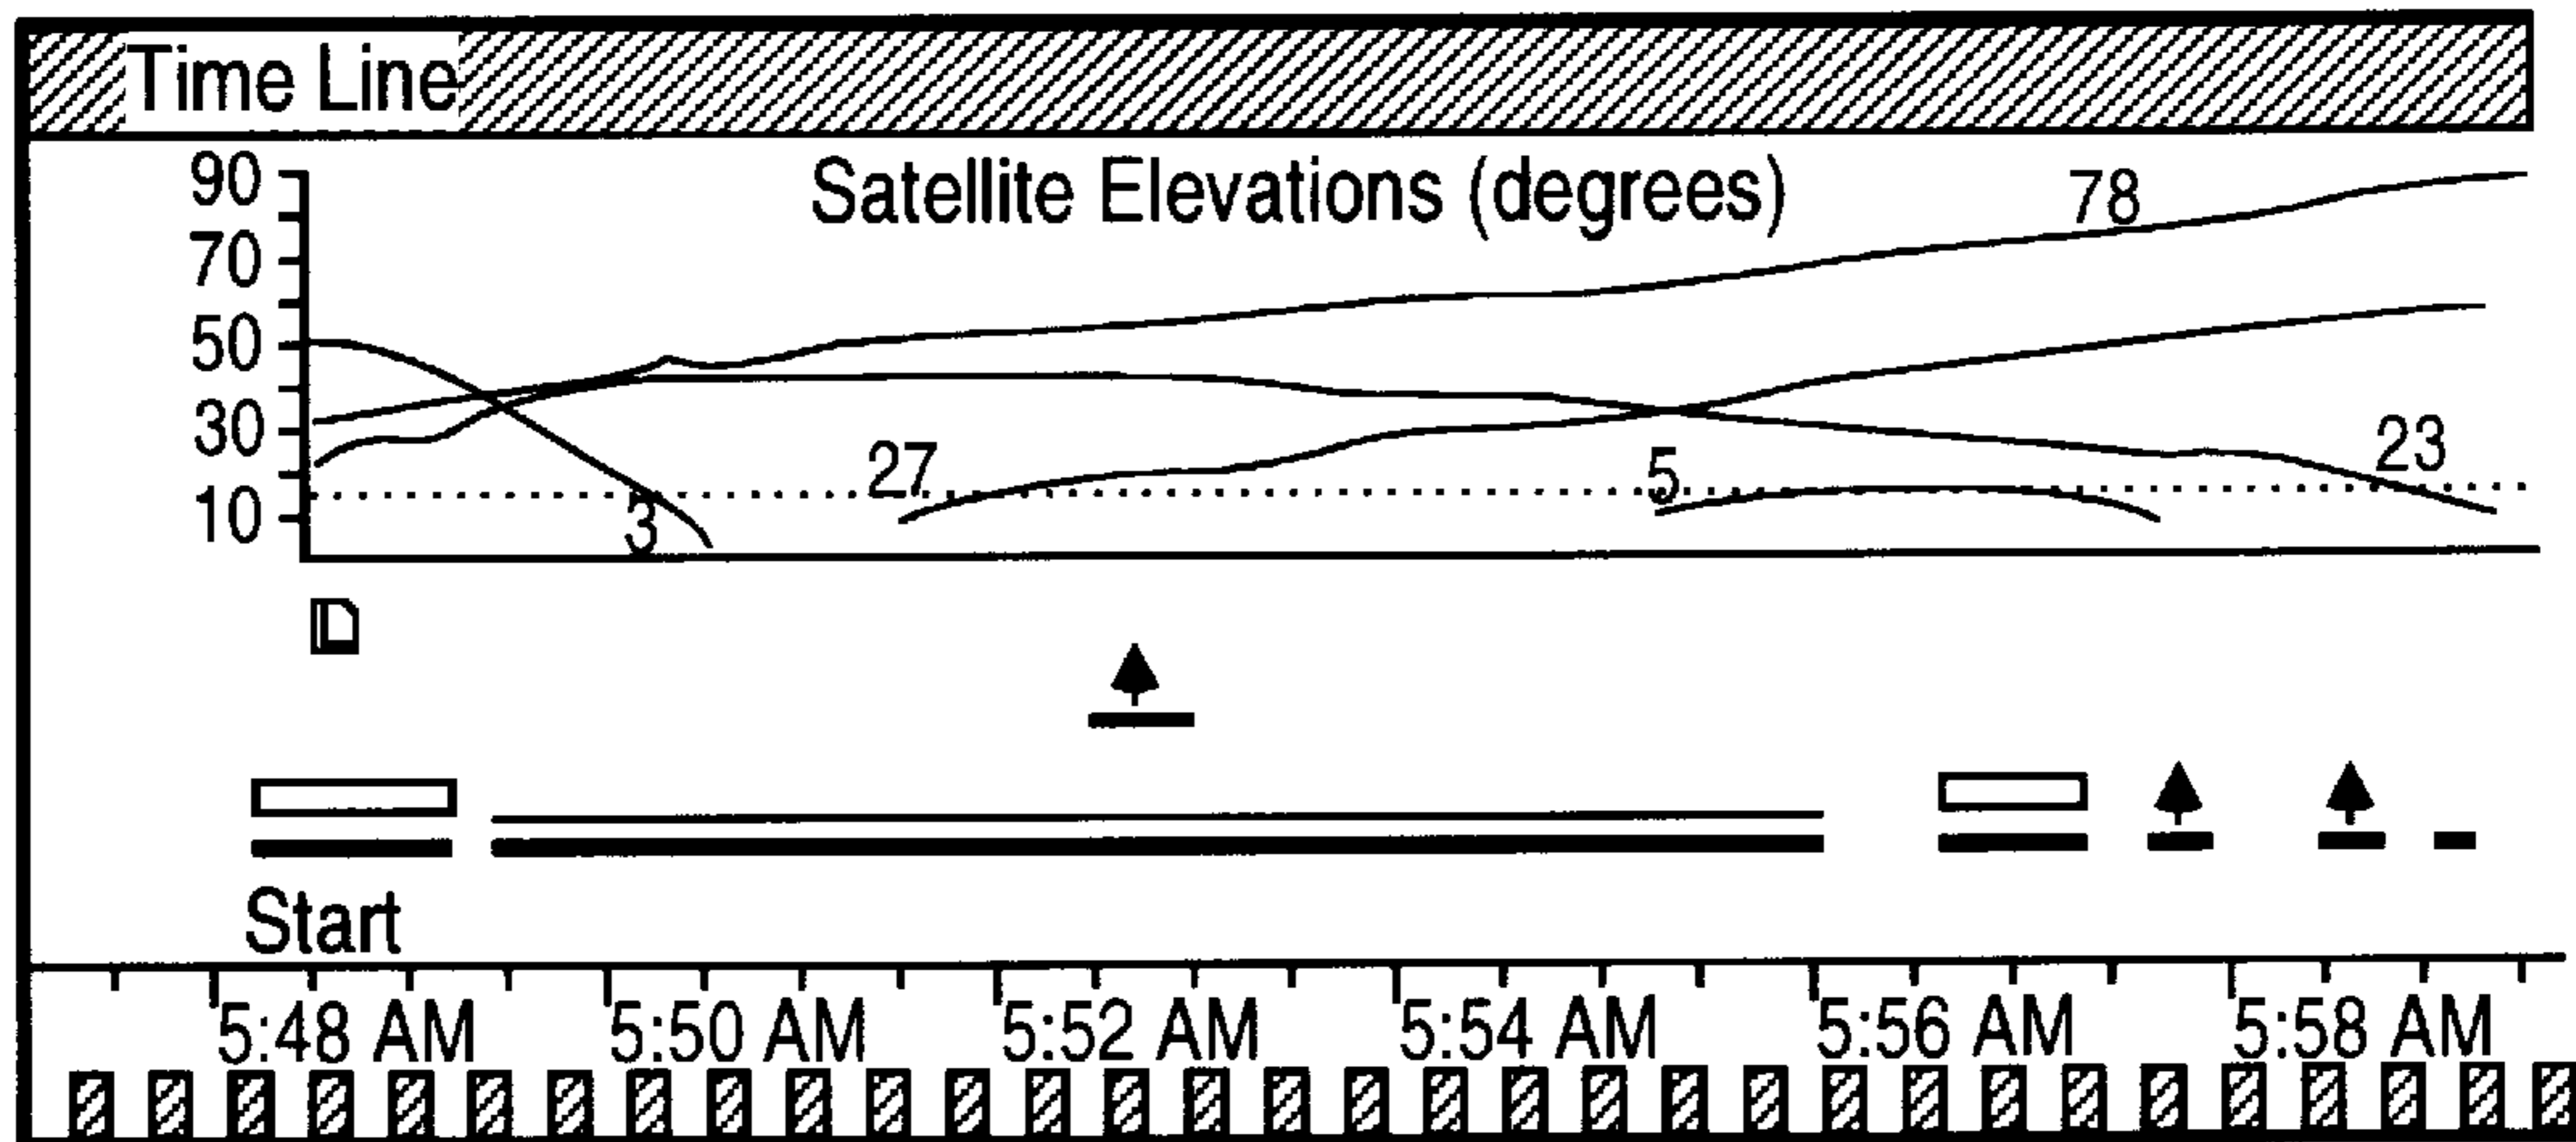 Time Line
Satellite Elevations (degrees)
90
78
70
50
30
27
5
23
10
3
Start
5:48 AM 5:50 AM 5:52 AM 5:54 AM 5:56 AM 5:58 AM